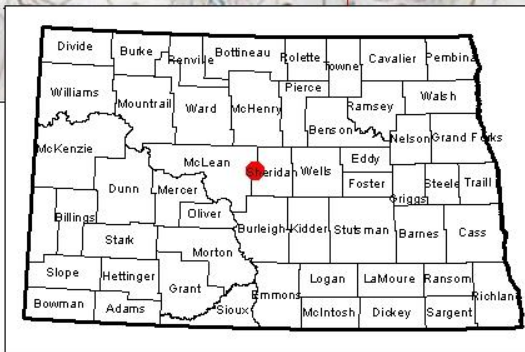 Divide Burke Renville Bottineau Rolette Towner Cavalier Pembina
Williams Mountrail Ward McHenry Pierce Ramsey Walsh
Benson Nelson Grand Forks
McKenzie McLean Sheridan Wells Eddy
Dunn Mercer Foster Griggs Steele Traill
Billings Oliver Burleigh Kidder Stutsman Barnes Cass
Stark Morton
Slope Hettinger Grant Emmons Logan LaMoure Ransom Richland
Bowman Adams Sioux McIntosh Dickey Sargent